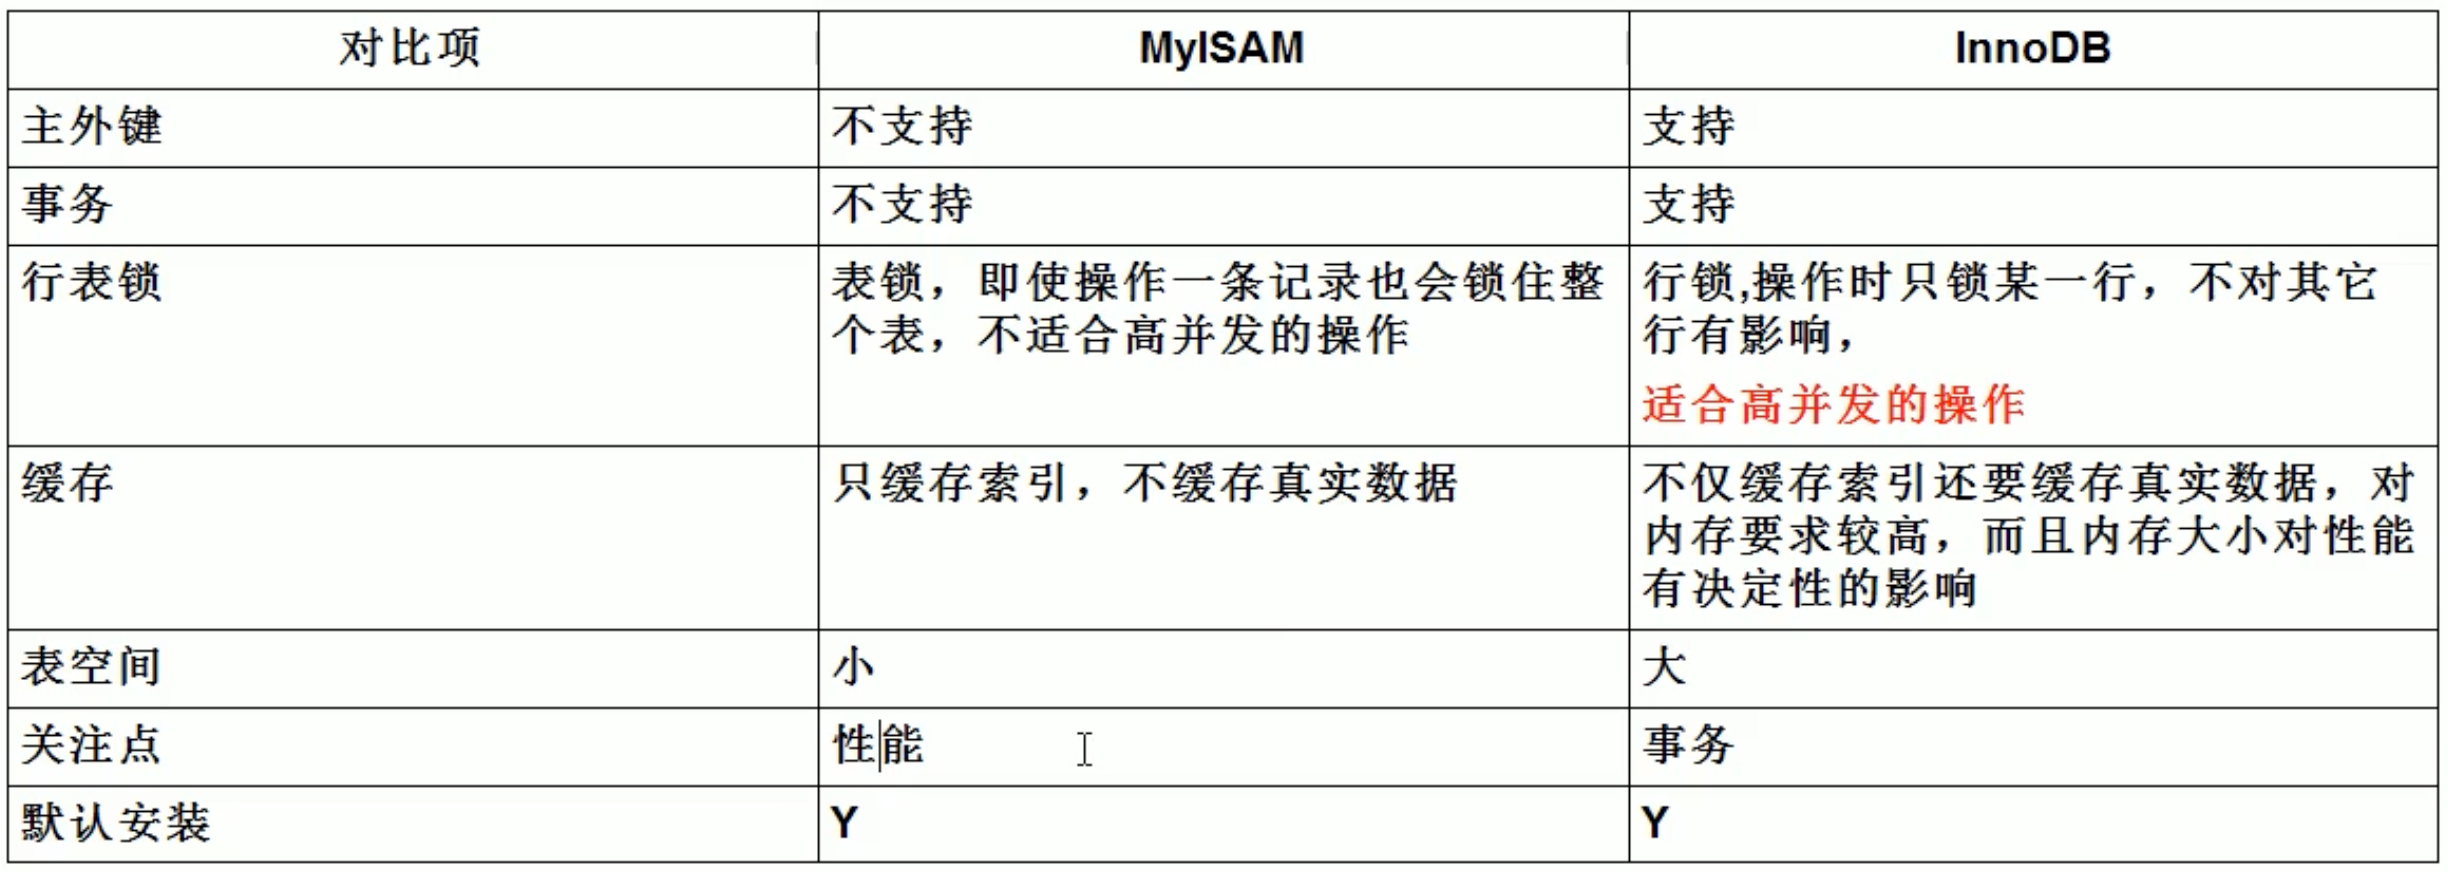 对比项
MyISAM
InnoDB
主外键
不支持
支持
事务
不支持
支持
行表锁
表锁，即使操作一条记录也会锁住整
个表，不适合高并发的操作
行锁,操作时只锁某一行，不对其它
行有影响，
适合高并发的操作
缓存
只缓存索引，不缓存真实数据
不仅缓存索引还要缓存真实数据，对
内存要求较高，而且内存大小对性能
有决定性的影响
表空间
小
大
关注点
性能
事务
默认安装
Y
Y